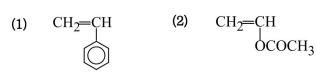 (1) CH2=CH (2) CH2=CH
OCOCH3